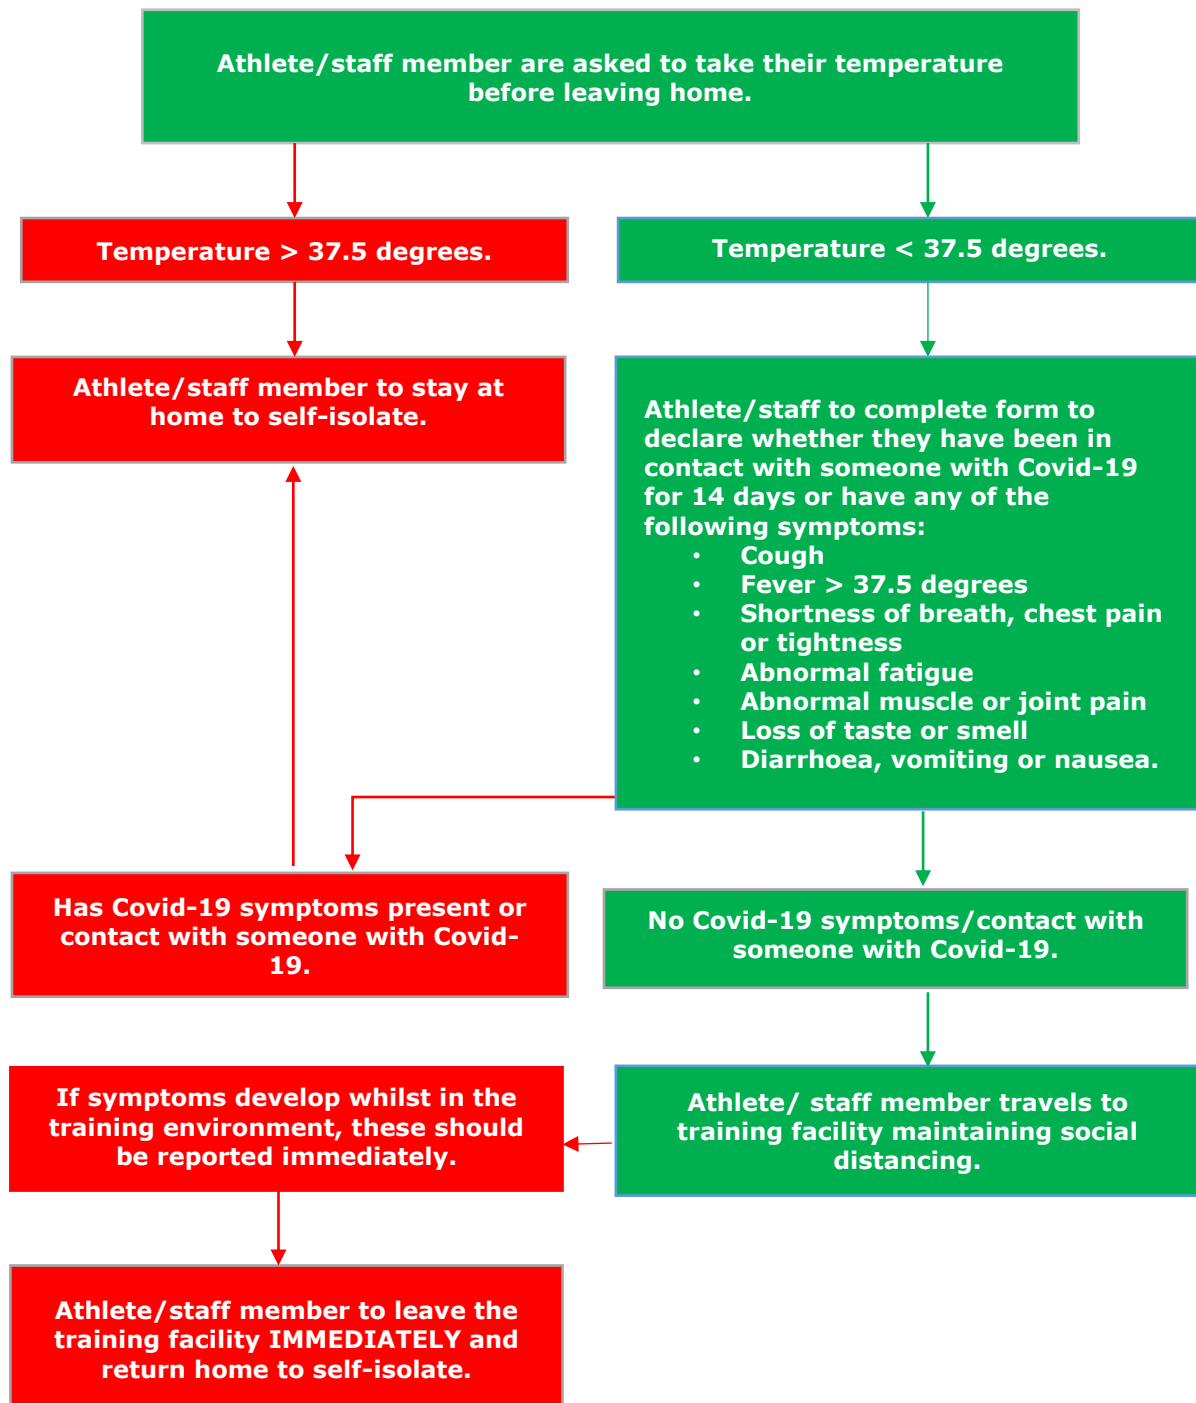 Athlete/staff member are asked to take their temperature
before leaving home.
Temperature > 37.5 degrees.
Temperature < 37.5 degrees.
Athlete/staff member to stay at
home to self-isolate.
Athlete/staff to complete form to
declare whether they have been in
contact with someone with Covid-19
for 14 days or have any of the
following symptoms:
• Cough
• Fever > 37.5 degrees
• Shortness of breath, chest pain
or tightness
• Abnormal fatigue
• Abnormal muscle or joint pain
• Loss of taste or smell
• Diarrhoea, vomiting or nausea.
Has Covid-19 symptoms present or
contact with someone with Covid-
19.
No Covid-19 symptoms/contact with
someone with Covid-19.
If symptoms develop whilst in the
training environment, these should
be reported immediately.
Athlete/ staff member travels to
training facility maintaining social
distancing.
Athlete/staff member to leave the
training facility IMMEDIATELY and
return home to self-isolate.